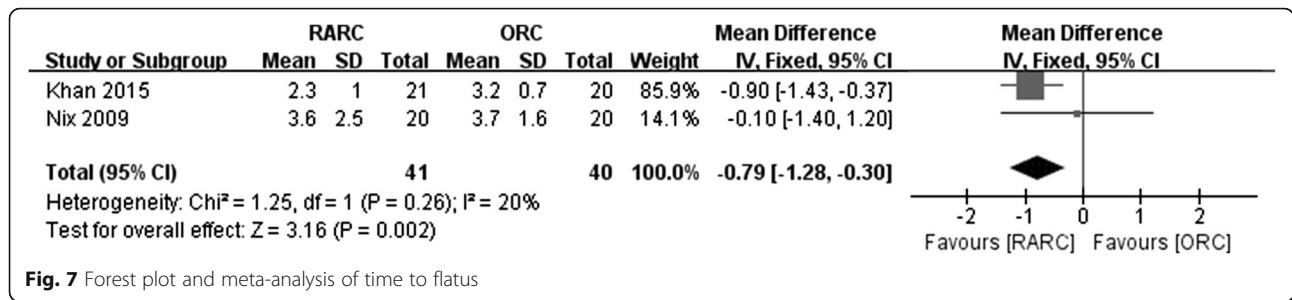 RARC ORC Mean Difference Mean Difference
Study or Subgroup Mean SD Total Mean SD Total Weight IV, Fixed, 95% CI IV, Fixed, 95% CI
Khan 2015 2.3 1 21 3.2 0.7 20 85.9% -0.90 [-1.43, -0.37]
Nix 2009 3.6 2.5 20 3.7 1.6 20 14.1% -0.10 [-1.40, 1.20]
Total (95% CI) 41 40 100.0% -0.79 [-1.28, -0.30]
Heterogeneity: Chi² = 1.25, df = 1 (P = 0.26); I² = 20%
Test for overall effect: Z = 3.16 (P = 0.002)
-2 -1 0 1 2
Favours [RARC] Favours [ORC]
Fig. 7 Forest plot and meta-analysis of time to flatus